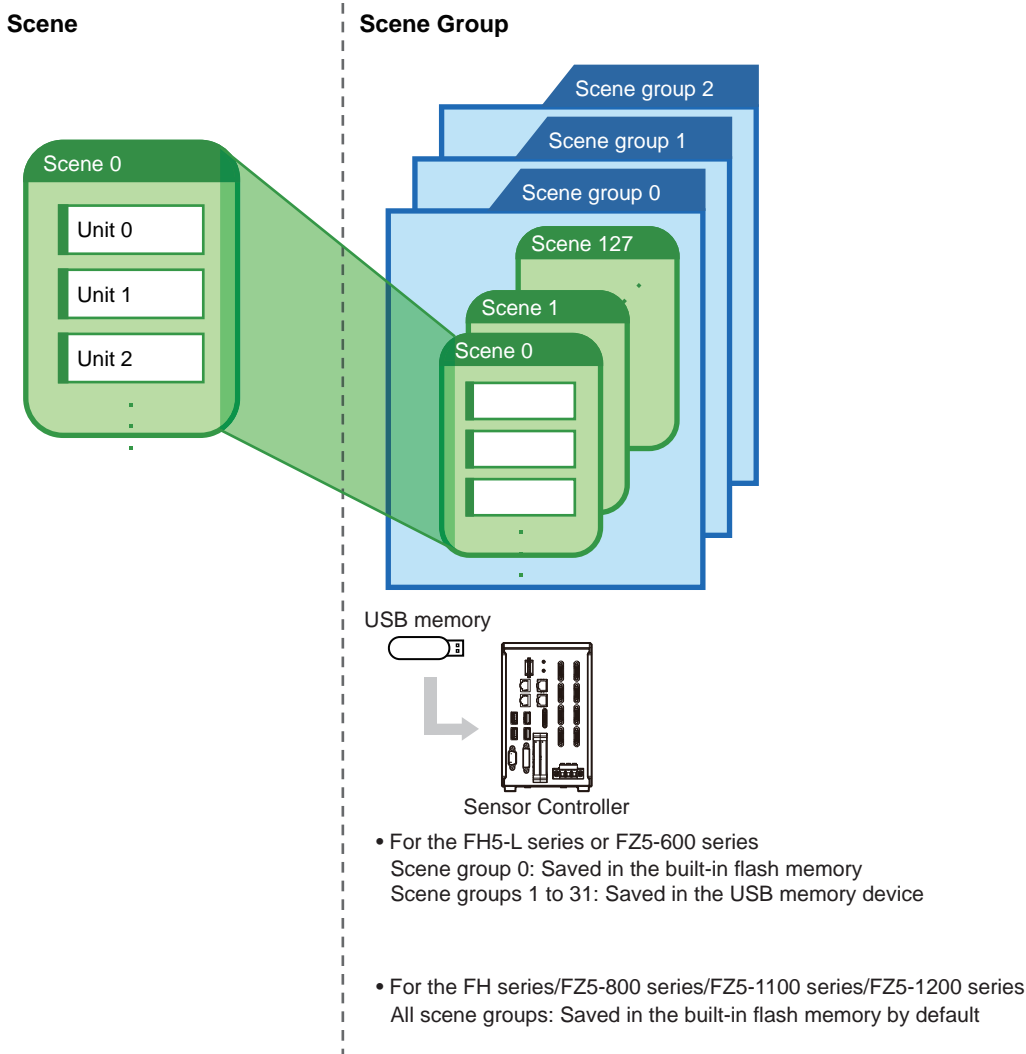 Scene
Scene Group
Scene 0
Unit 0
Unit 1
Unit 2
Scene group 2
Scene group 1
Scene group 0
Scene 127
Scene 1
Scene 0
USB memory
Sensor Controller
• For the FH5-L series or FZ5-600 series
Scene group 0: Saved in the built-in flash memory
Scene groups 1 to 31: Saved in the USB memory device
• For the FH series/FZ5-800 series/FZ5-1100 series/FZ5-1200 series
All scene groups: Saved in the built-in flash memory by default